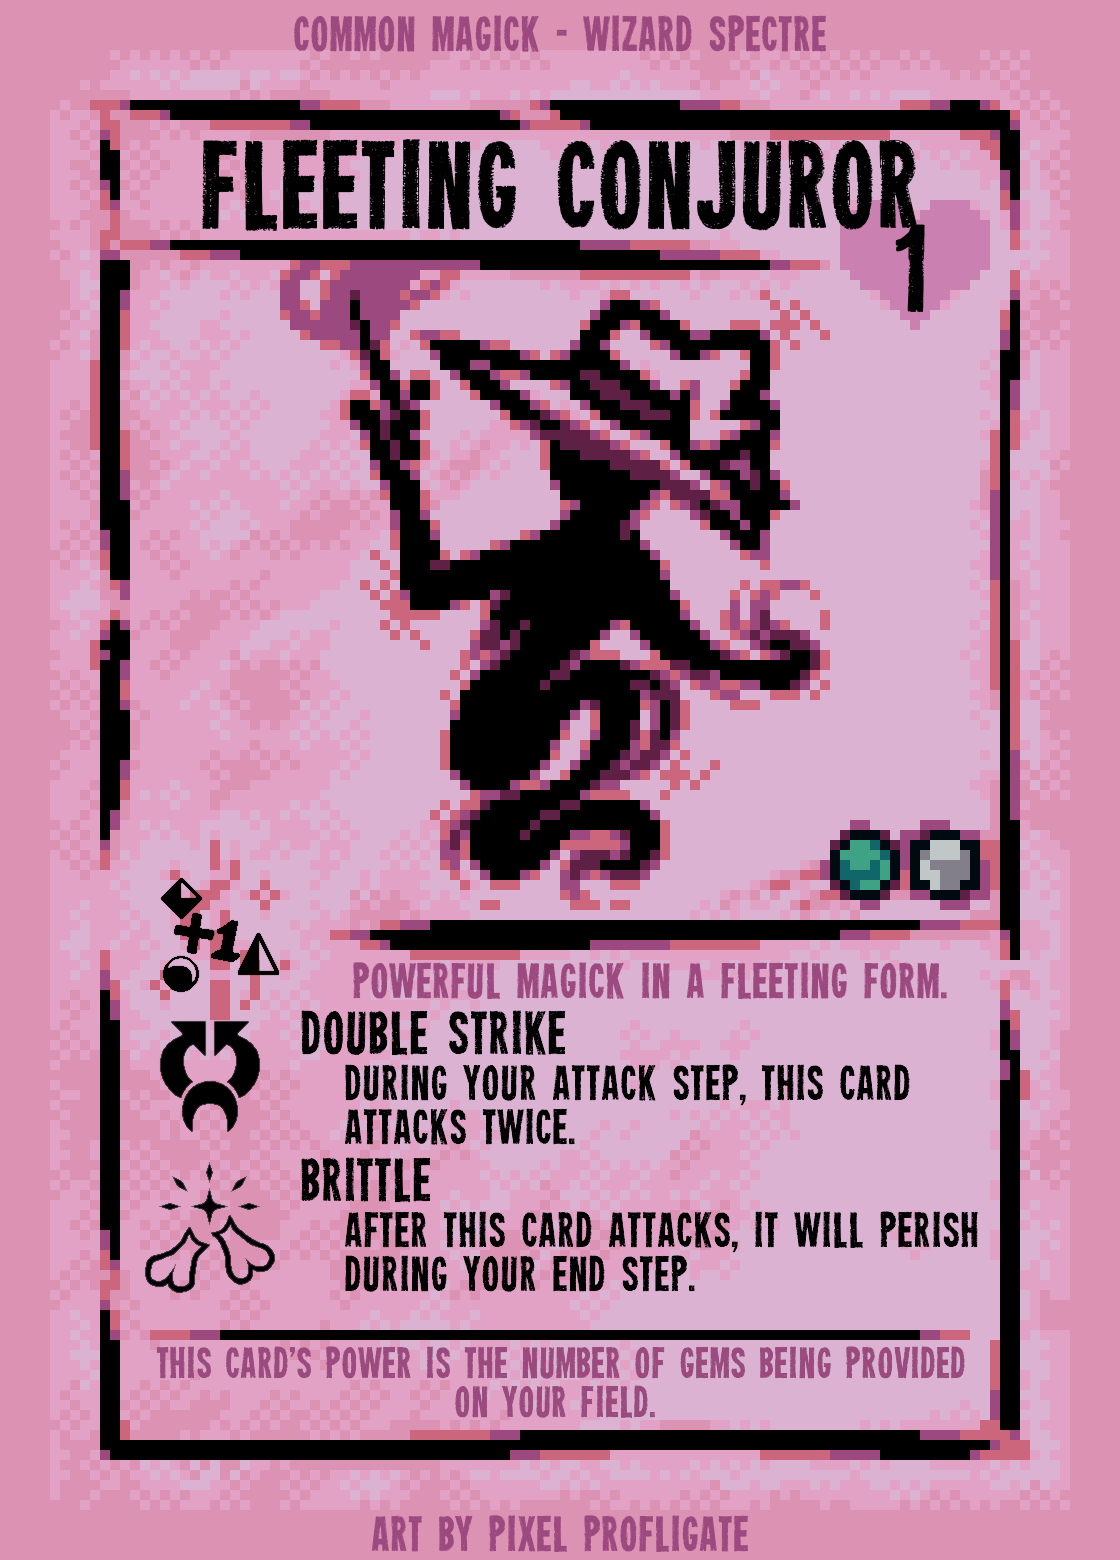 COMMON MAGICK - WIZARD SPECTRE
FLEETING CONJUROR
1
+1
POWERFUL MAGICK IN A FLEETING FORM.
DOUBLE STRIKE
DURING YOUR ATTACK STEP, THIS CARD
ATTACKS TWICE.
BRITTLE
AFTER THIS CARD ATTACKS, IT WILL PERISH
DURING YOUR END STEP.
THIS CARD'S POWER IS THE NUMBER OF GEMS BEING PROVIDED
ON YOUR FIELD.
ART BY PIXEL PROFLIGATE